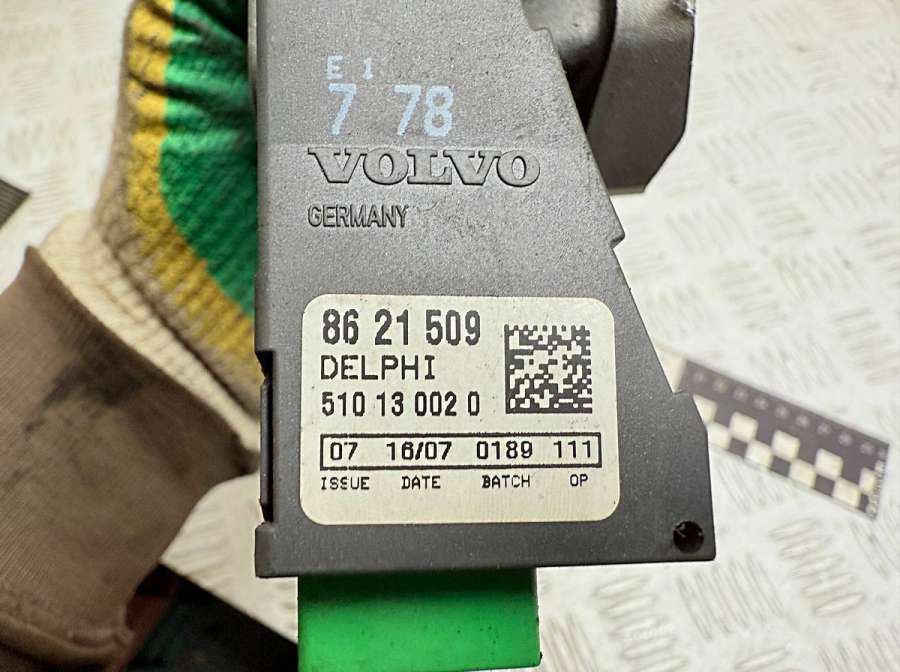 E 1
7 78
VOLVO
GERMANY
86 21 509
DELPHI
510 13 002 0
07 16/07 0189 111
ISSUE DATE BATCH OP